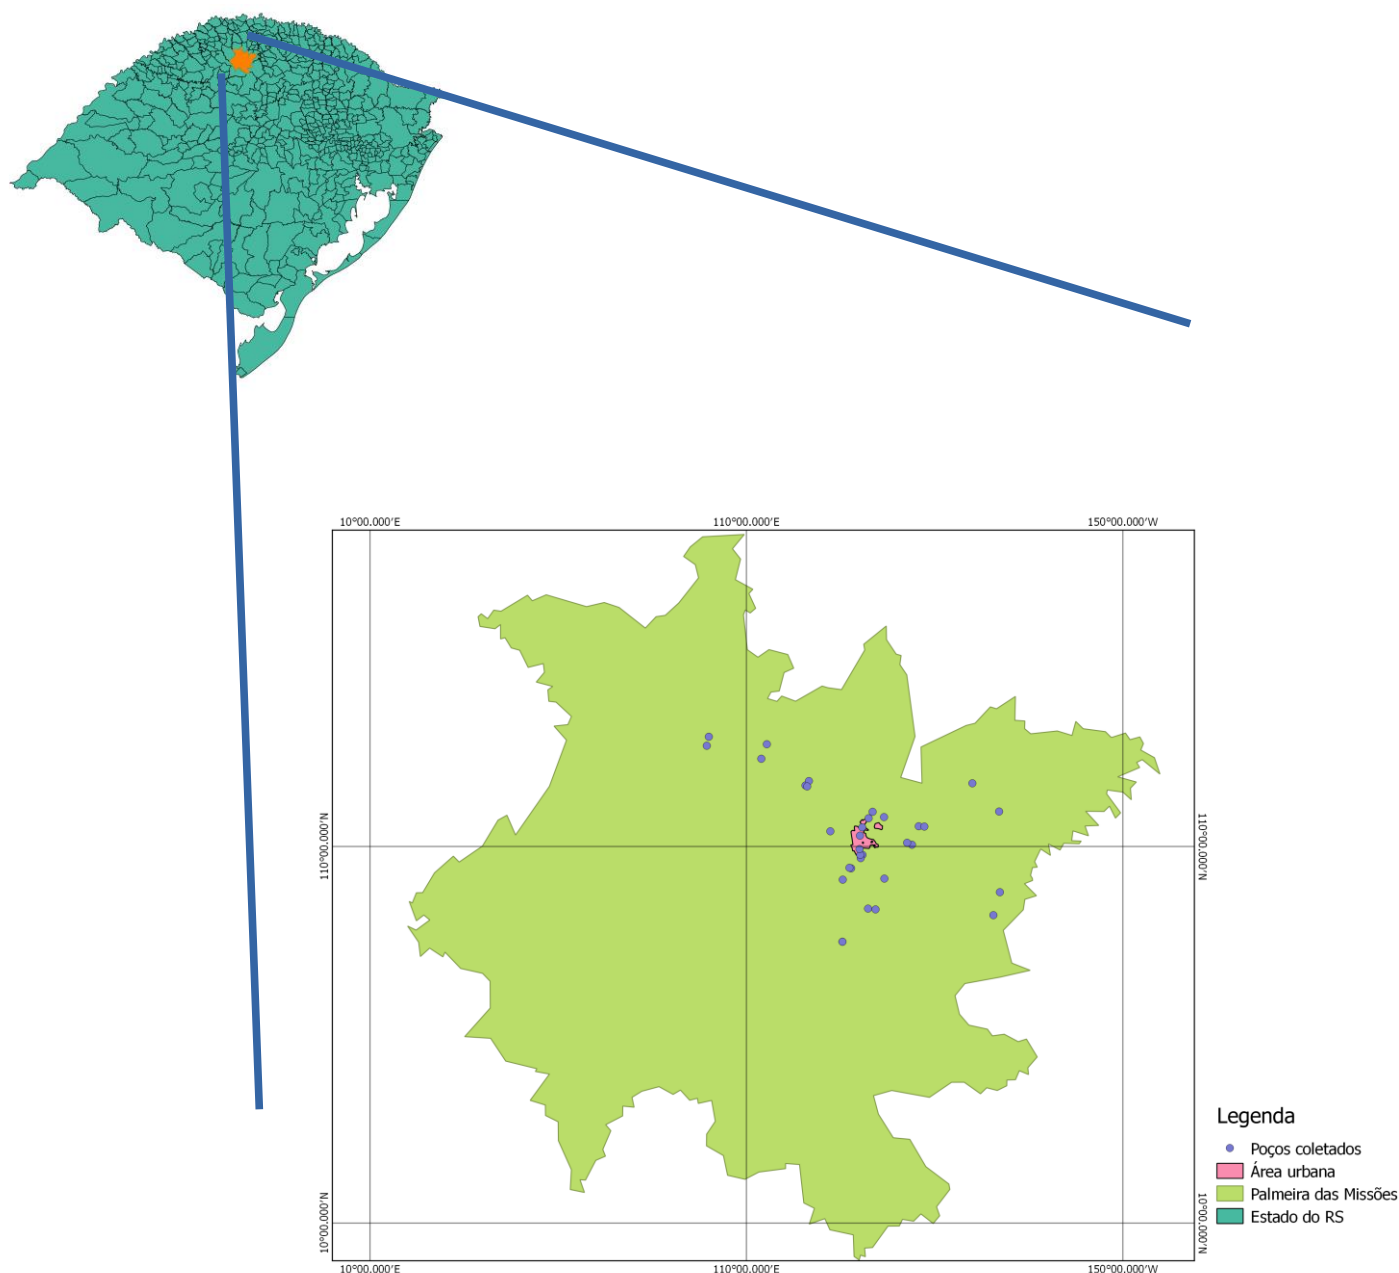 10°00.000'E 110°00.000'E 150°00.000'W
110°00.000'N 110°00.000'N
10°00.000'N 10°00.000'N
10°00.000'E 110°00.000'E 150°00.000'W
Legenda
Poços coletados
Área urbana
Palmeira das Missões
Estado do RS